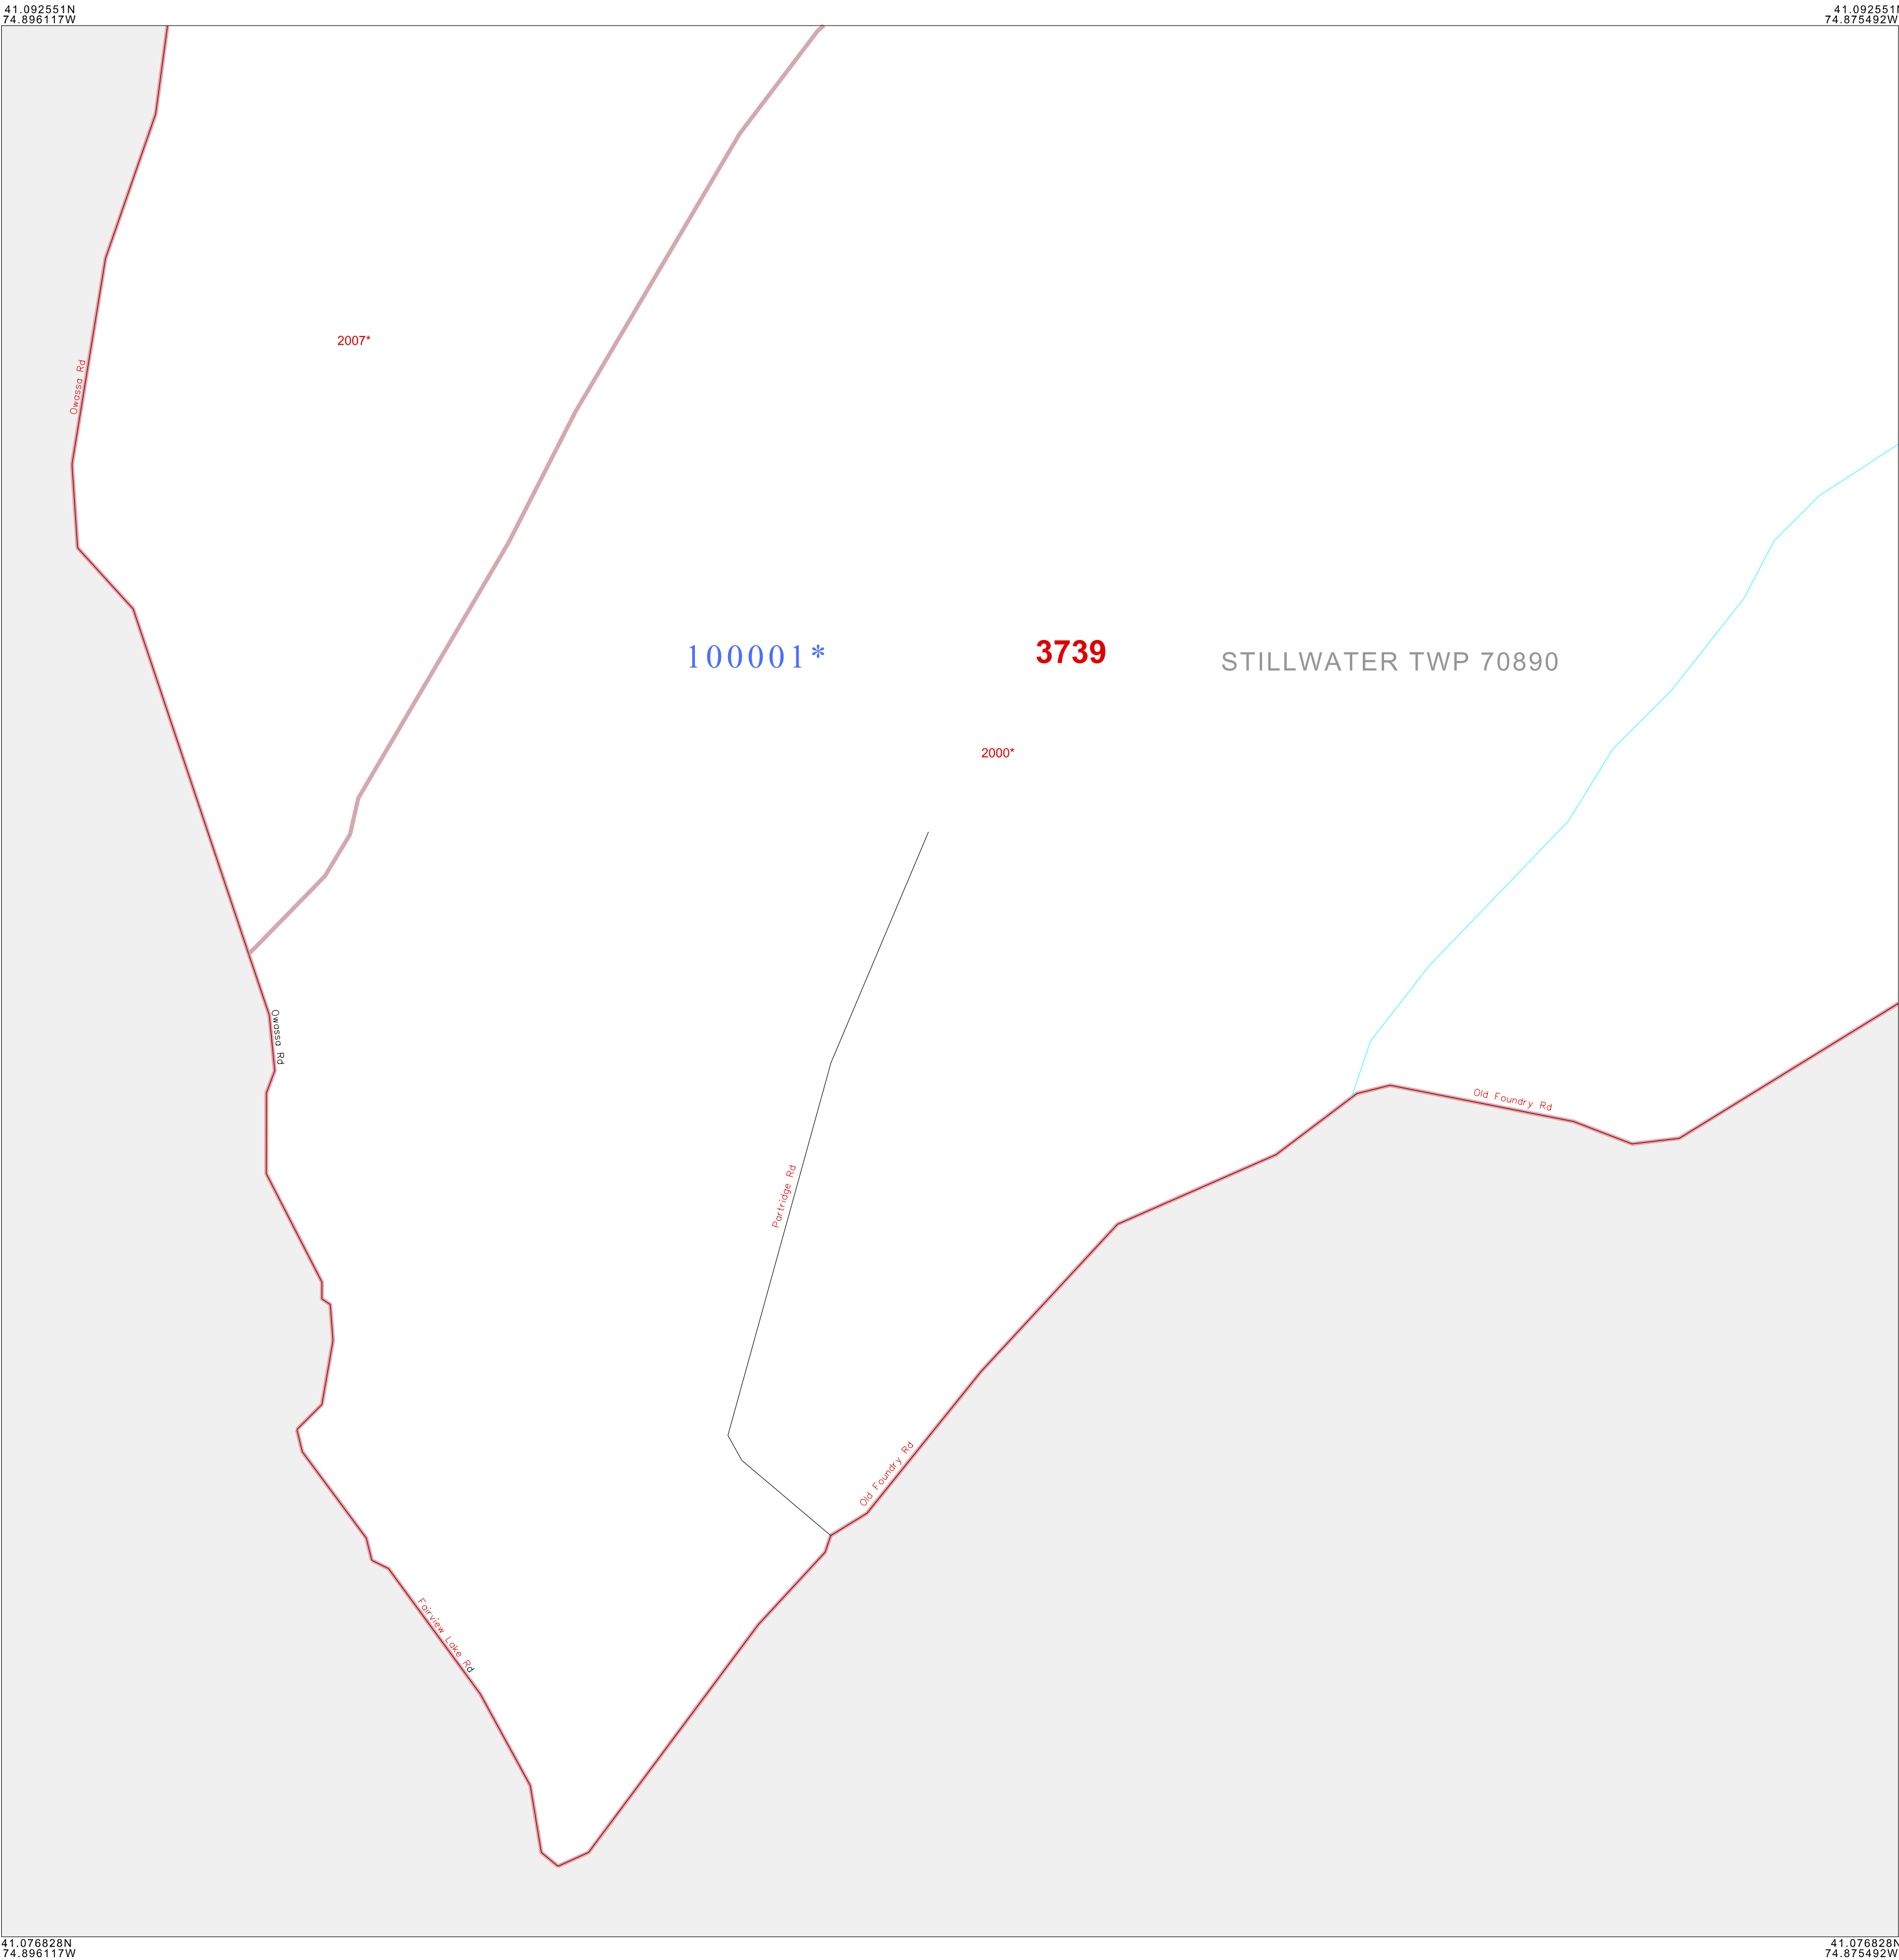 41.092551N
74.896117W
41.092551N
74.875492W
2007*
Owassa Rd
100001*
3739
STILLWATER TWP 70890
2000*
Owassa Rd
Old Foundry Rd
Partridge Rd
Old Foundry Rd
Fairview Lake Rd
41.076828N
74.896117W
41.076828N
74.875492W